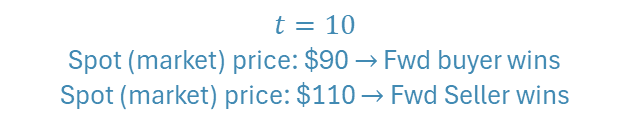 t = 10
Spot (market) price: $90 → Fwd buyer wins
Spot (market) price: $110 → Fwd Seller wins